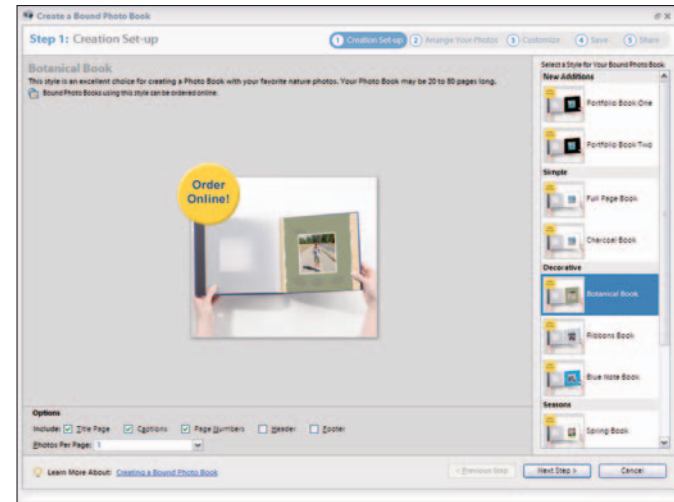 Create a Bound Photo Book
Step 1: Creation Set-up
1 Creation Set-up 2 Arrange Your Photos 3 Customize 4 Save 5 Share
Botanical Book
This style is an excellent choice for creating a Photo Book with your favorite nature photos. Your Photo Book may be 20 to 80 pages long.
Bound Photo Books using this style can be ordered online.
Order
Online!
Select a Style for Your Bound Photo Book:
New Additions
Portfolio Book One
Portfolio Book Two
Simple
Full Page Book
Charcoal Book
Decorative
Botanical Book
Ribbons Book
Blue Note Book
Seasons
Spring Book
Options
Include: Title Page Captions Page Numbers Header Footer
Photos Per Page: 1
Learn More About: Creating a Bound Photo Book
< Previous Step Next Step > Cancel